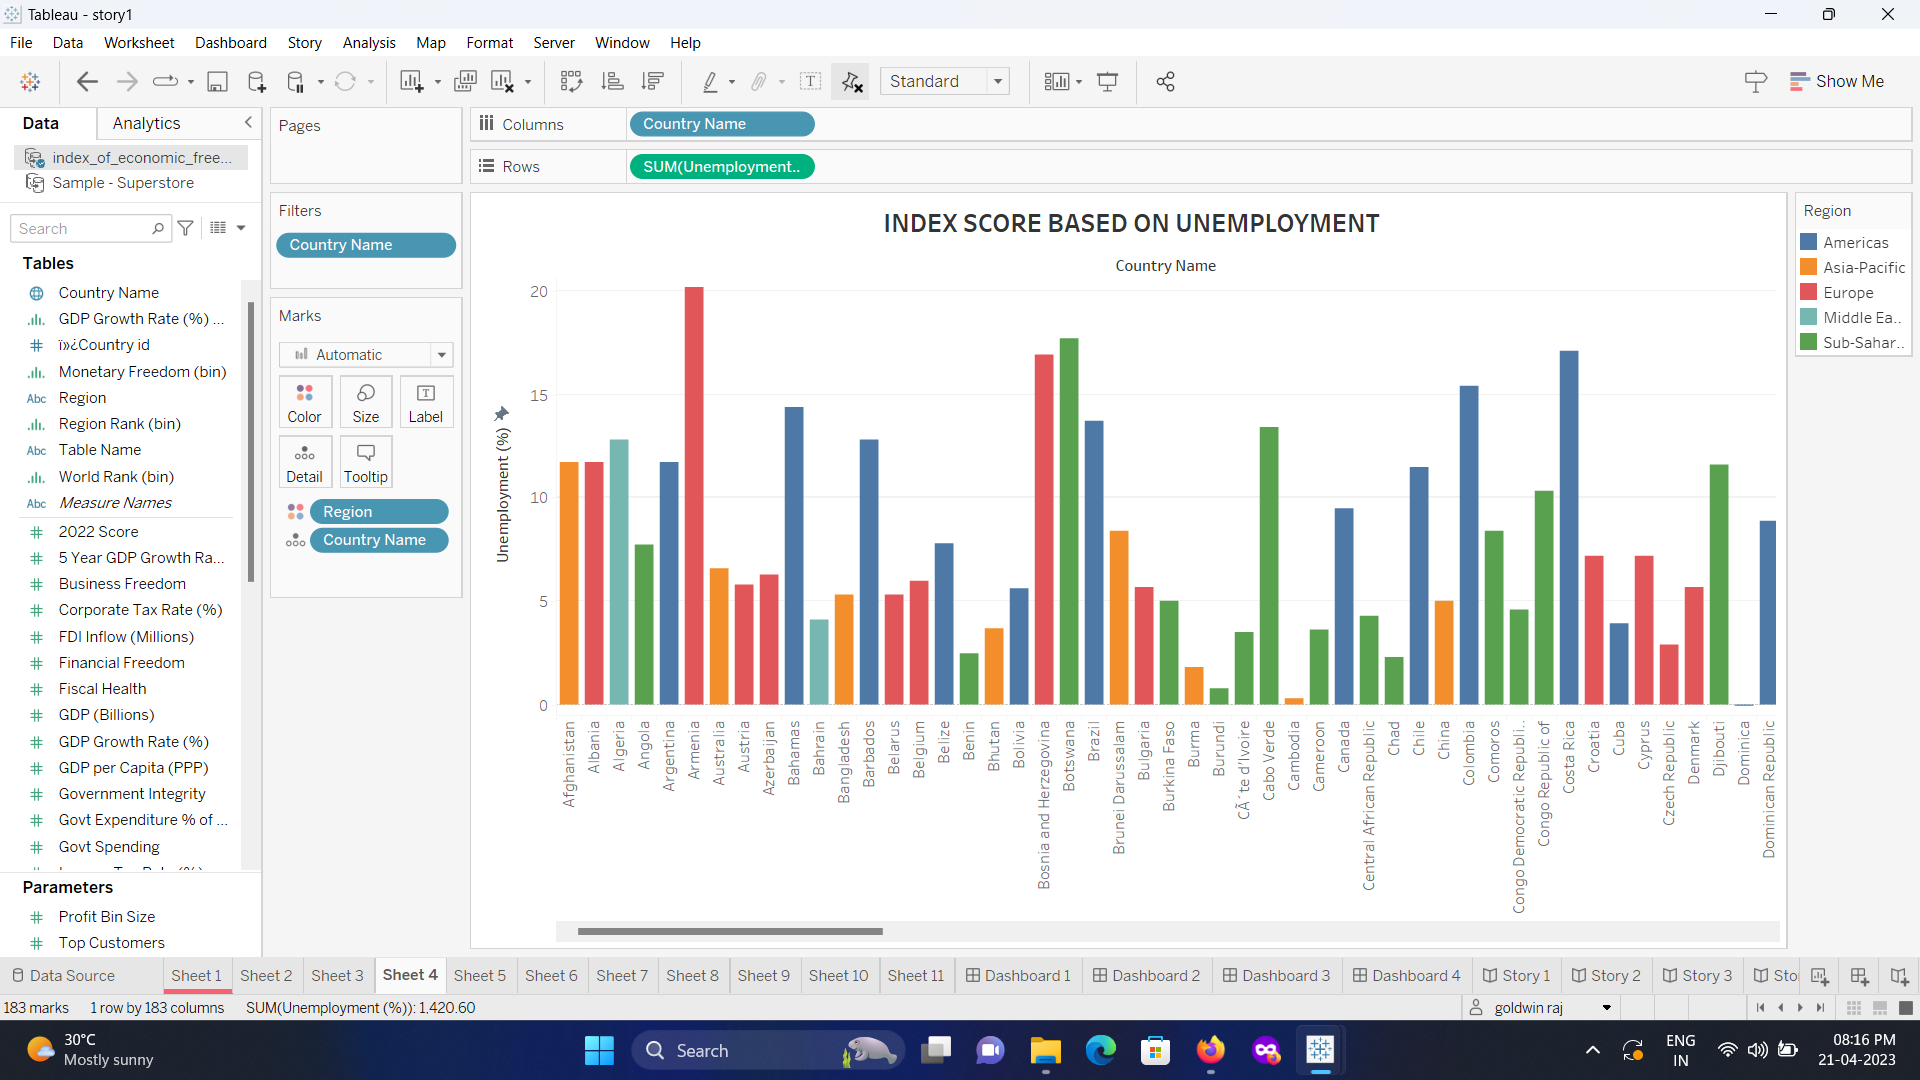 Tableau - story1
File Data Worksheet Dashboard Story Analysis Map Format Server Window Help
Standard
Show Me
Data Analytics
index_of_economic_free...
Sample - Superstore
Search
Tables
Country Name
GDP Growth Rate (%) ...
ï»¿Country id
Monetary Freedom (bin)
Abc Region
Region Rank (bin)
Abc Table Name
World Rank (bin)
Abc Measure Names
2022 Score
5 Year GDP Growth Ra...
Business Freedom
Corporate Tax Rate (%)
FDI Inflow (Millions)
Financial Freedom
Fiscal Health
GDP (Billions)
GDP Growth Rate (%)
GDP per Capita (PPP)
Government Integrity
Govt Expenditure % of ...
Govt Spending
Parameters
Profit Bin Size
Top Customers
Pages
Filters
Country Name
Marks
Automatic
Color Size Label
Detail Tooltip
Region
Country Name
Columns Country Name
Rows SUM(Unemployment..
INDEX SCORE BASED ON UNEMPLOYMENT
Country Name
Unemployment (%)
20
15
10
5
0
Afghanistan
Albania
Algeria
Angola
Argentina
Armenia
Australia
Austria
Azerbaijan
Bahamas
Bahrain
Bangladesh
Barbados
Belarus
Belgium
Belize
Benin
Bhutan
Bolivia
Bosnia and Herzegovina
Botswana
Brazil
Brunei Darussalam
Bulgaria
Burkina Faso
Burma
Burundi
CÃ´te d'Ivoire
Cabo Verde
Cambodia
Cameroon
Canada
Central African Republic
Chad
Chile
China
Colombia
Comoros
Congo Democratic Republi..
Congo Republic of
Costa Rica
Croatia
Cuba
Cyprus
Czech Republic
Denmark
Djibouti
Dominica
Dominican Republic
Region
Americas
Asia-Pacific
Europe
Middle Ea..
Sub-Sahar..
Data Source Sheet 1 Sheet 2 Sheet 3 Sheet 4 Sheet 5 Sheet 6 Sheet 7 Sheet 8 Sheet 9 Sheet 10 Sheet 11 Dashboard 1 Dashboard 2 Dashboard 3 Dashboard 4 Story 1 Story 2 Story 3 Sto
183 marks 1 row by 183 columns SUM(Unemployment (%)): 1,420.60 goldwin raj
30°C
Mostly sunny
Search
ENG
IN
08:16 PM
21-04-2023